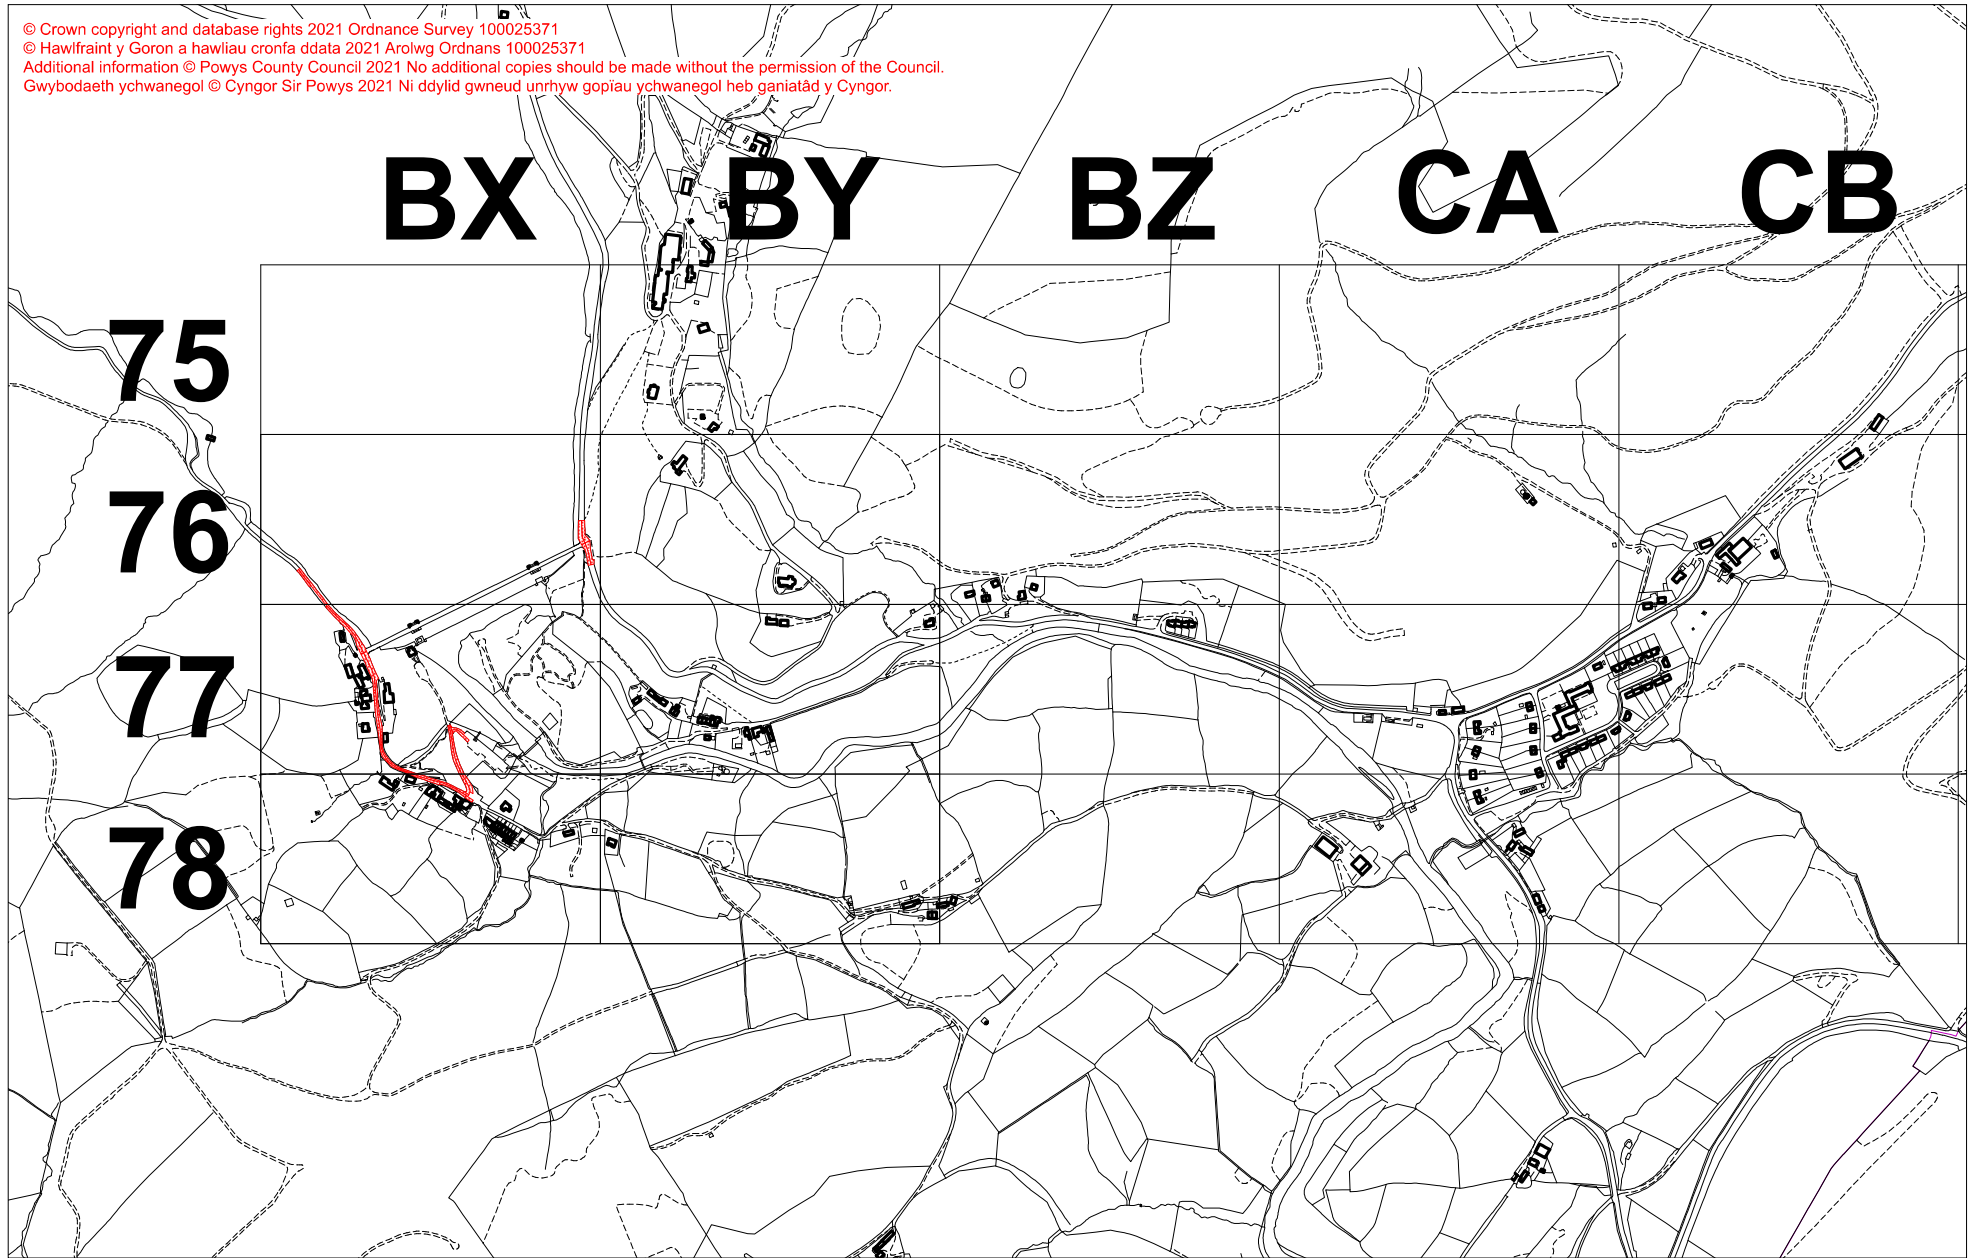 © Crown copyright and database rights 2021 Ordnance Survey 100025371
© Hawlfraint y Goron a hawliau cronfa ddata 2021 Arolwg Ordnans 100025371
Additional information © Powys County Council 2021 No additional copies should be made without the permission of the Council.
Gwybodaeth ychwanegol © Cyngor Sir Powys 2021 Ni ddylid gwneud unrhyw gopïau ychwanegol heb ganiatâd y Cyngor.
BX BY BZ CA CB
75
76
77
78